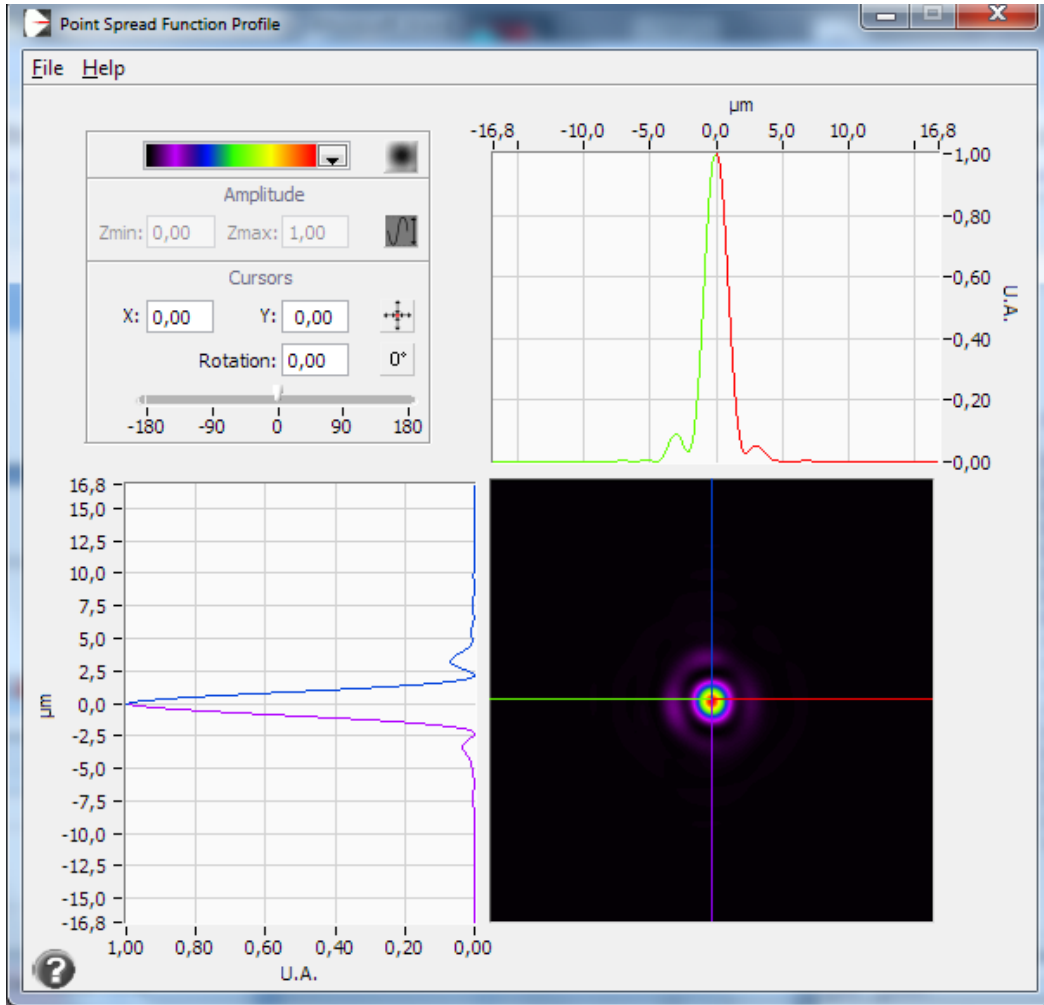 Point Spread Function Profile
File Help
µm
-16,8 -10,0 -5,0 0,0 5,0 10,0 16,8
1,00
0,80
0,60
0,40
0,20
0,00
U.A.
Amplitude
Zmin: 0,00 Zmax: 1,00
Cursors
X: 0,00 Y: 0,00
Rotation: 0,00 0°
-180 -90 0 90 180
16,8
15,0
12,5
10,0
7,5
5,0
2,5
0,0
-2,5
-5,0
-7,5
-10,0
-12,5
-15,0
-16,8
µm
1,00 0,80 0,60 0,40 0,20 0,00
U.A.
?